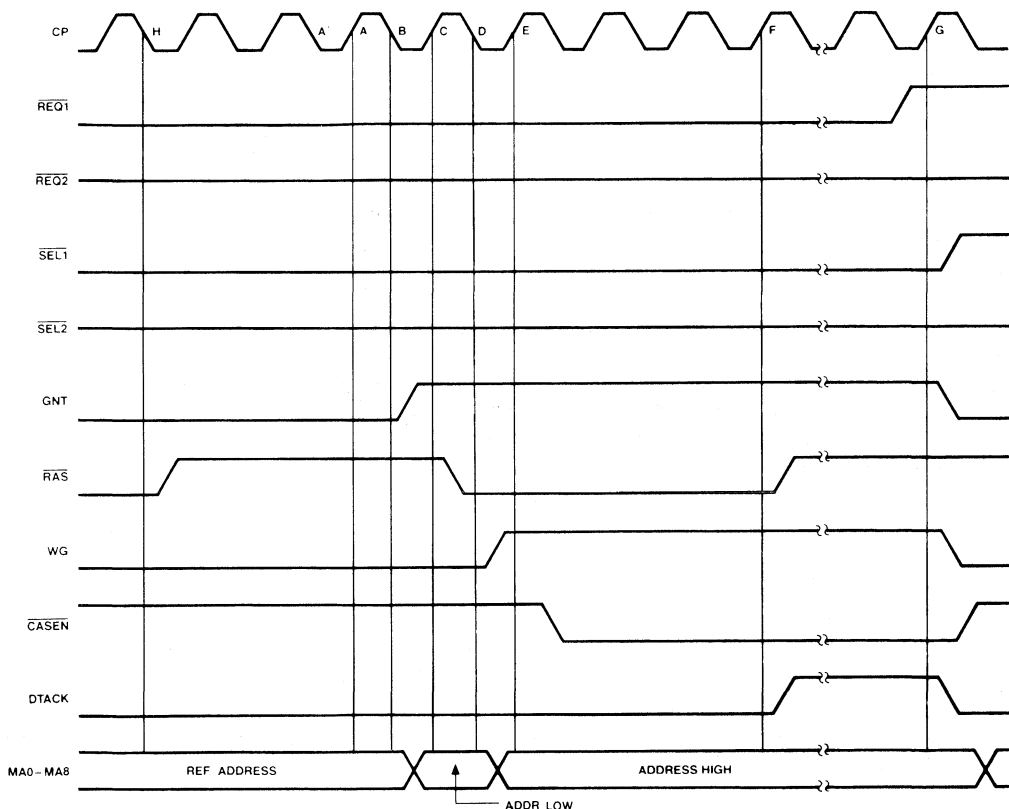 CP H A' A B C D E F G
REQ1
REQ2
SEL1
SEL2
GNT
RAS
WG
CASEN
DTACK
MA0–MA8 REF ADDRESS ADDRESS HIGH
ADDR LOW